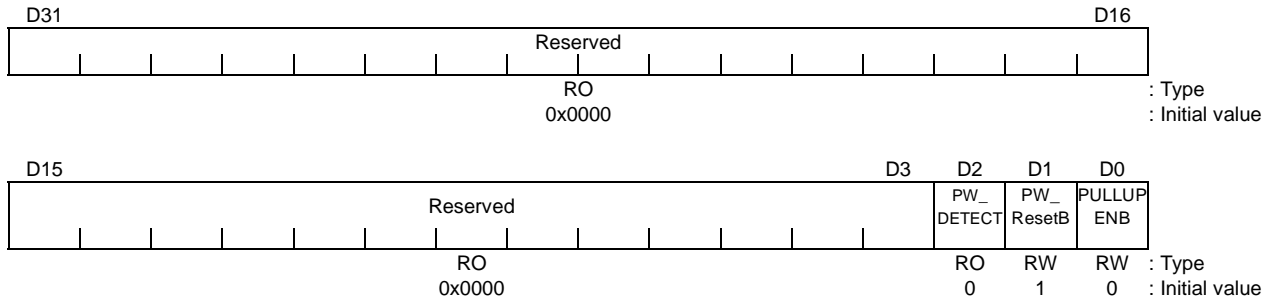 D31 D16
Reserved
RO : Type
0x0000 : Initial value
D15 D3 D2 D1 D0
Reserved PW_ PW_ PULLUP
DETECT ResetB ENB
RO RO RW RW : Type
0x0000 0 1 0 : Initial value